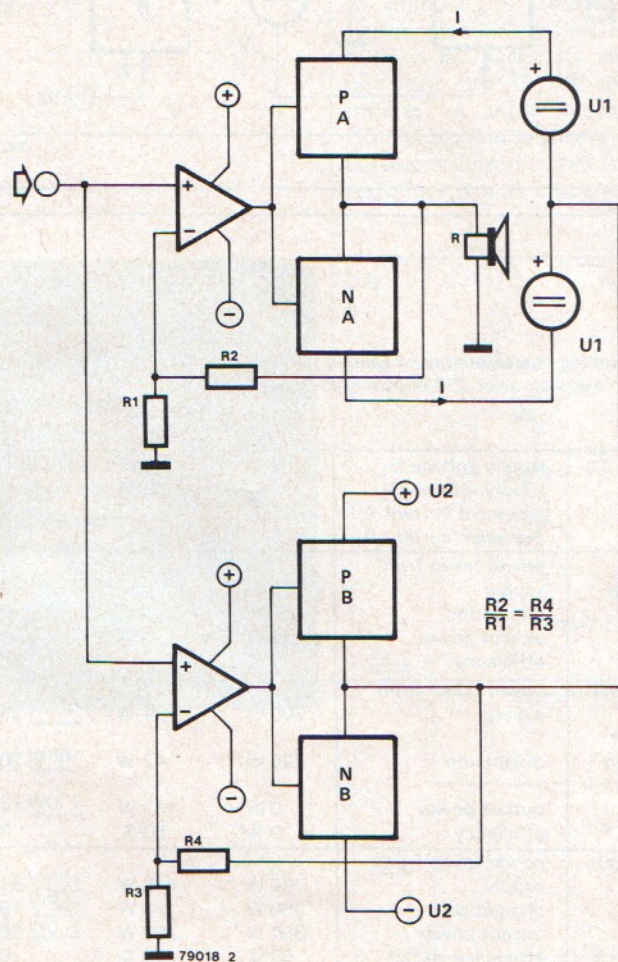 I
P
A
+
U1
+
+
−
−
R
N
A
+
U1
R2
R1
I
+ U2
P
B
+
R2/R1 = R4/R3
+
−
−
N
B
R4
R3
− U2
79018 2